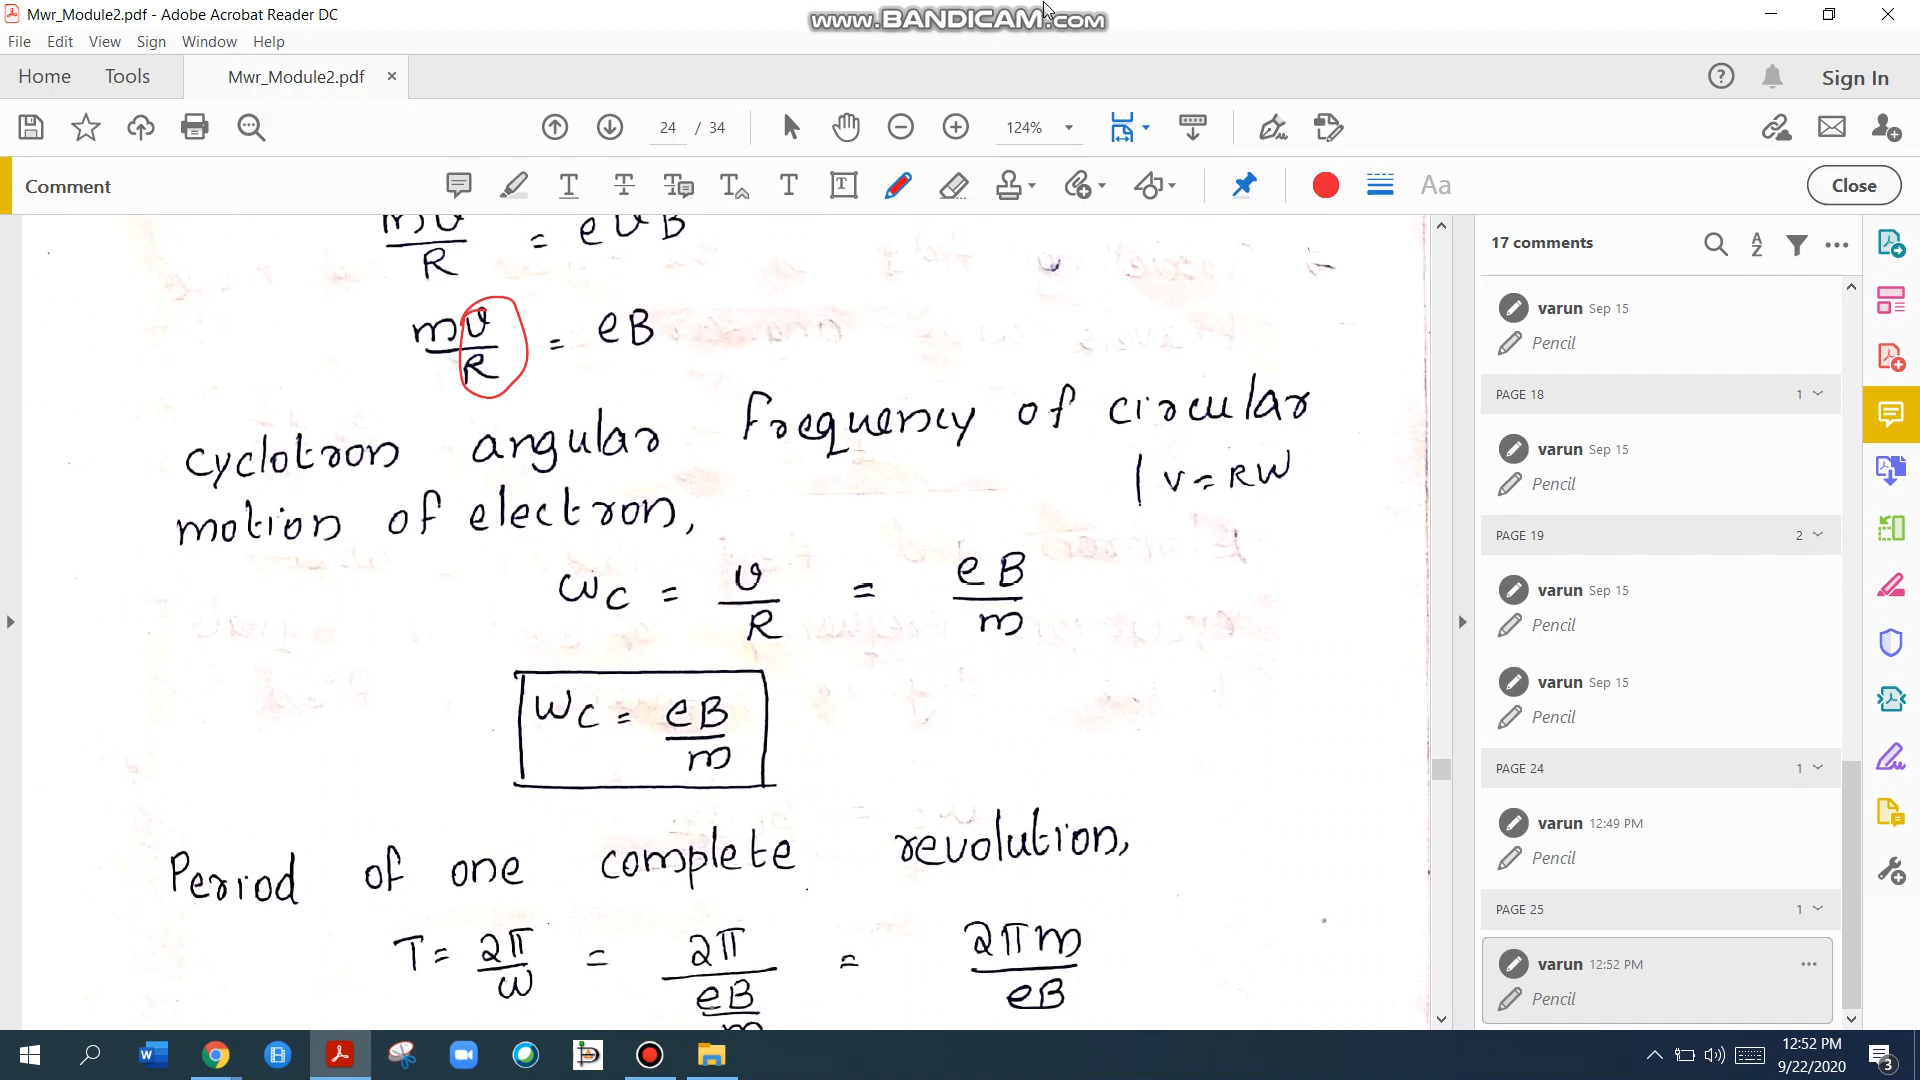 Mwr_Module2.pdf - Adobe Acrobat Reader DC
www.BANDICAM.com
File Edit View Sign Window Help
Home Tools Mwr_Module2.pdf × Sign In
24 / 34 124%
Comment Close
mv/R = evB
mv/R = eB
cyclotron angular frequency of circular
motion of electron, | v = RW
ωc = v/R = eB/m
ωc = eB/m
Period of one complete revolution,
T = 2π/ω = 2π/(eB/m) = 2πm/eB
17 comments
varun Sep 15
Pencil
PAGE 18 1
varun Sep 15
Pencil
PAGE 19 2
varun Sep 15
Pencil
varun Sep 15
Pencil
PAGE 24 1
varun 12:49 PM
Pencil
PAGE 25 1
varun 12:52 PM
Pencil
12:52 PM
9/22/2020
3